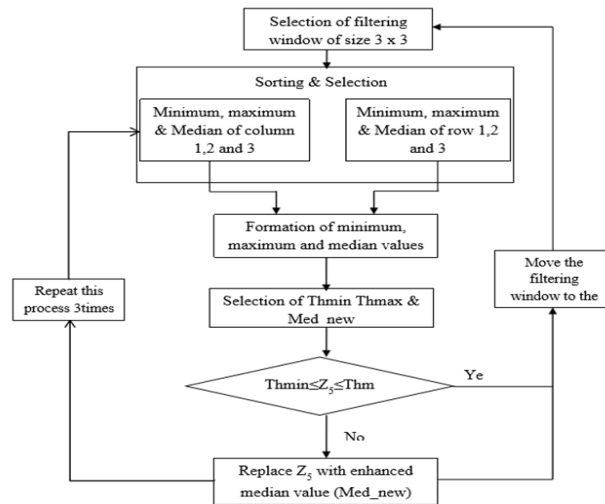 Selection of filtering
window of size 3 x 3
Sorting & Selection
Minimum, maximum
& Median of column
1,2 and 3
Minimum, maximum
& Median of row 1,2
and 3
Formation of minimum,
maximum and median values
Repeat this
process 3times
Move the
filtering
window to the
Selection of Thmin Thmax &
Med_new
Thmin≤Z₅≤Thm
Ye
No
Replace Z₅ with enhanced
median value (Med_new)